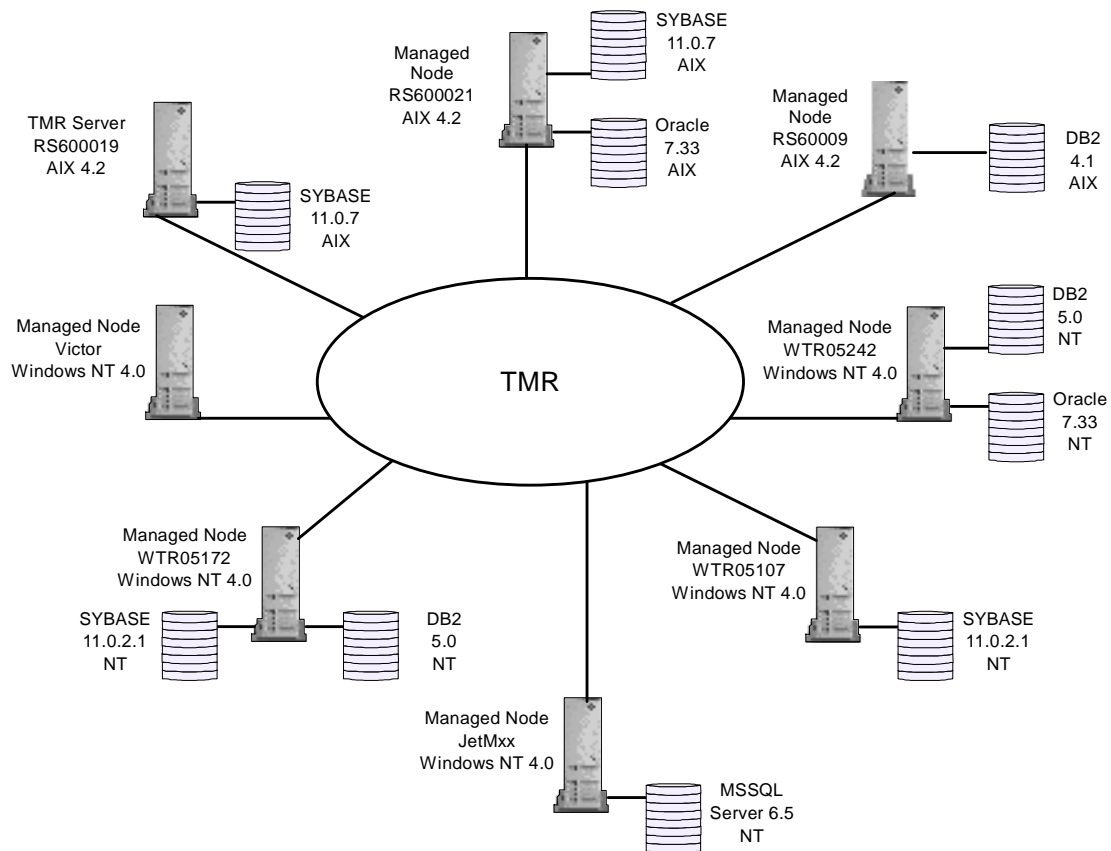 SYBASE
11.0.7
AIX
Managed
Node
RS600021
AIX 4.2
Oracle
7.33
AIX
Managed
Node
RS60009
AIX 4.2
DB2
4.1
AIX
TMR Server
RS600019
AIX 4.2
SYBASE
11.0.7
AIX
Managed Node
Victor
Windows NT 4.0
TMR
Managed Node
WTR05242
Windows NT 4.0
DB2
5.0
NT
Oracle
7.33
NT
Managed Node
WTR05172
Windows NT 4.0
SYBASE
11.0.2.1
NT
DB2
5.0
NT
Managed Node
WTR05107
Windows NT 4.0
SYBASE
11.0.2.1
NT
Managed Node
JetMxx
Windows NT 4.0
MSSQL
Server 6.5
NT